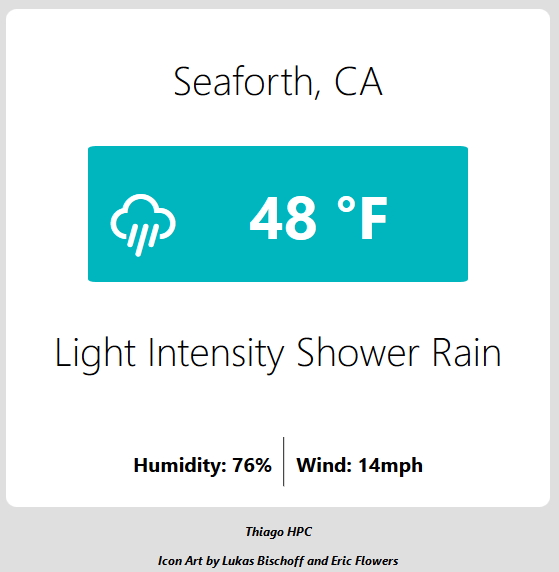 Seaforth, CA
48 °F
Light Intensity Shower Rain
Humidity: 76% Wind: 14mph
Thiago HPC
Icon Art by Lukas Bischoff and Eric Flowers